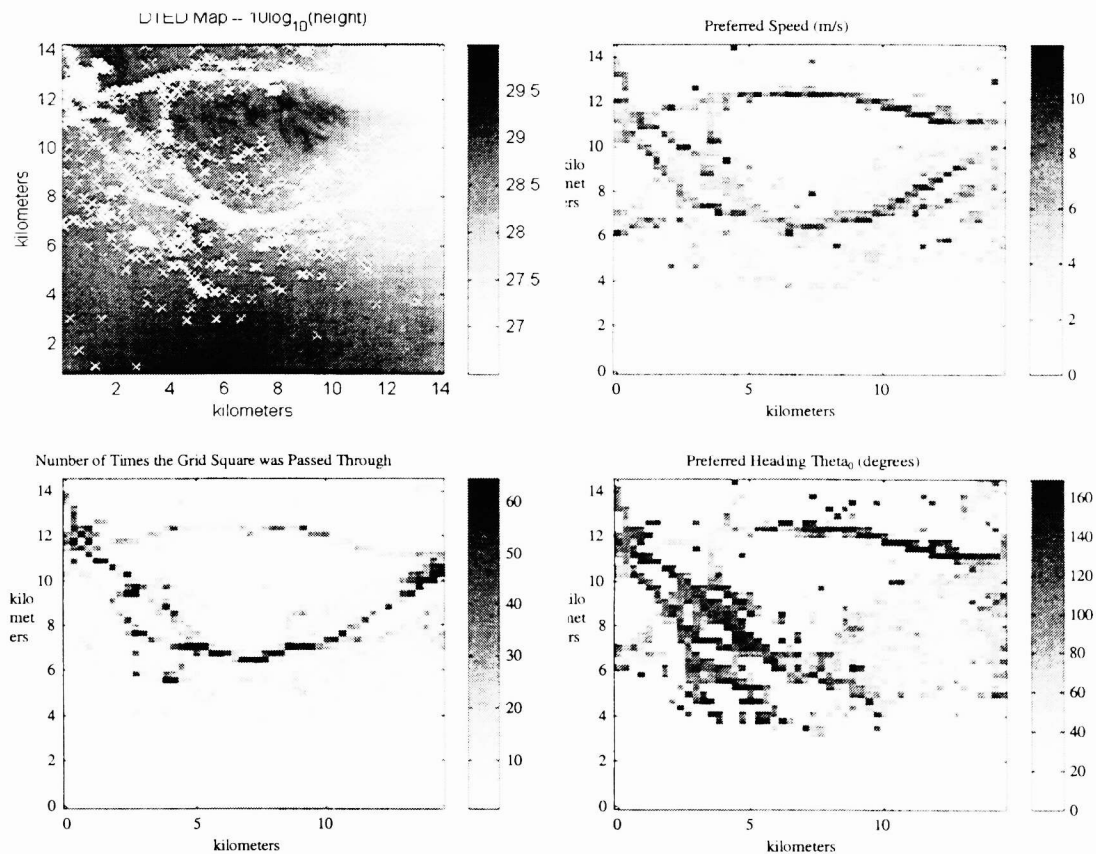 DTED Map -- 10log10(height)
14
12
10
8
6
4
2
kilometers
2 4 6 8 10 12 14
kilometers
29 5
29
28 5
28
27 5
27
Preferred Speed (m/s)
14
12
10
8
6
4
2
0
ilo
met
rs
0 5 10
kilometers
10
8
6
4
2
0
Number of Times the Grid Square was Passed Through
14
12
10
8
6
4
2
0
kilo
met
ers
0 5 10
kilometers
60
50
40
30
20
10
Preferred Heading Theta0 (degrees)
14
12
10
8
6
4
2
0
ilo
met
rs
0 5 10
kilometers
160
140
120
100
80
60
40
20
0